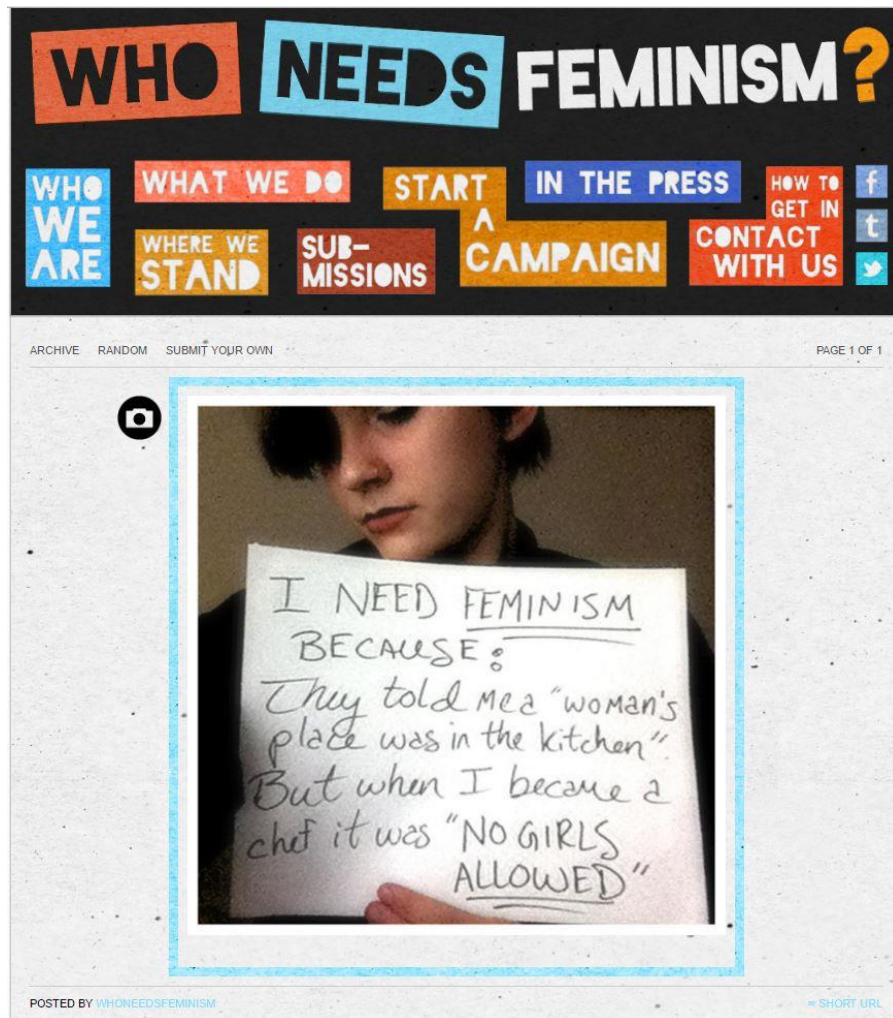 WHO NEEDS FEMINISM?
WHO
WE
ARE
WHAT WE DO
WHERE WE
STAND
SUB-
MISSIONS
START
A
CAMPAIGN
IN THE PRESS
HOW TO
GET IN
CONTACT
WITH US
f
t
ARCHIVE RANDOM SUBMIT YOUR OWN
PAGE 1 OF 1
I NEED FEMINISM
BECAUSE:
They told me a "woman's
place was in the kitchen".
But when I became a
chef it was "NO GIRLS
ALLOWED"
POSTED BY WHONEEDSFEMINISM
∞ SHORT URL